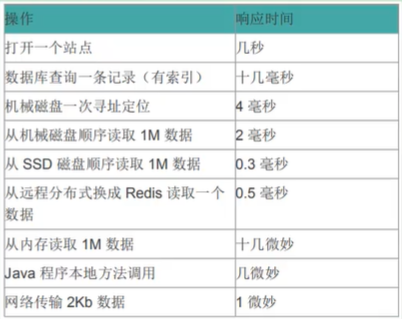 操作 响应时间
打开一个站点 几秒
数据库查询一条记录（有索引） 十几毫秒
机械磁盘一次寻址定位 4 毫秒
从机械磁盘顺序读取 1M 数据 2 毫秒
从 SSD 磁盘顺序读取 1M 数据 0.3 毫秒
从远程分布式换成 Redis 读取一个 0.5 毫秒
数据
从内存读取 1M 数据 十几微妙
Java 程序本地方法调用 几微妙
网络传输 2Kb 数据 1 微妙